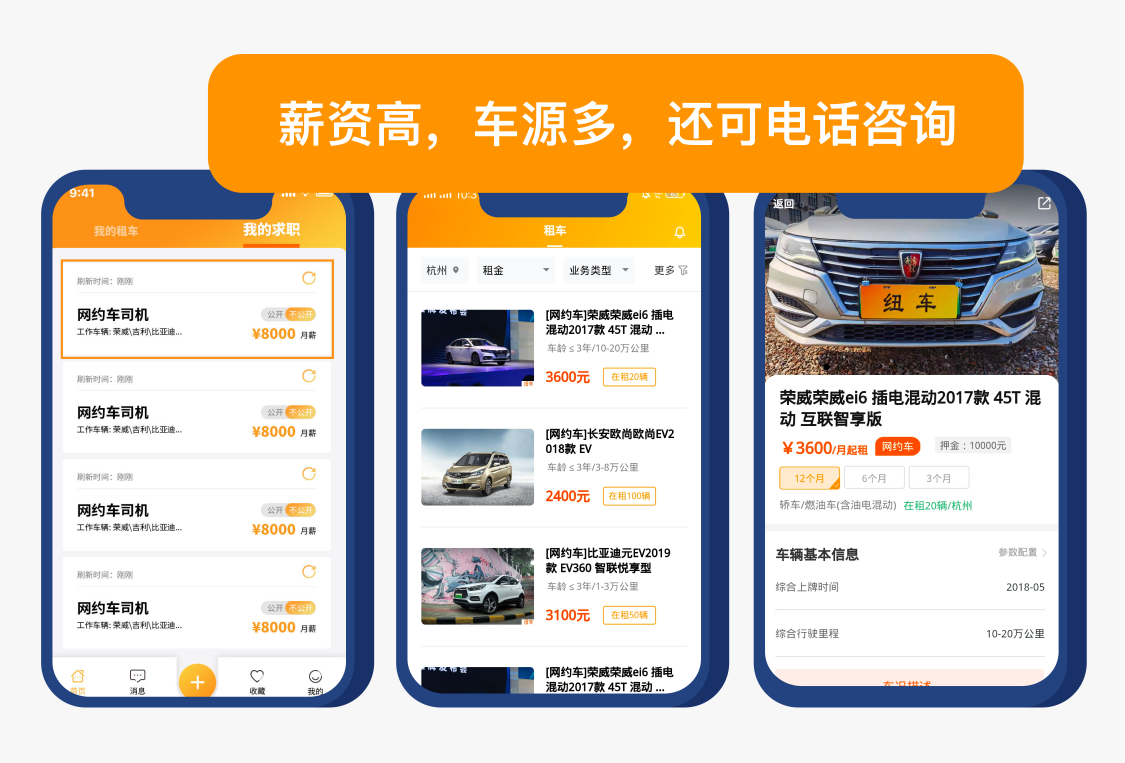 薪资高，车源多，还可电话咨询
9:41
我的租车
我的求职
刷新时间：刚刚
网约车司机
公开 不公开
工作车辆: 荣威\吉利\比亚迪...
¥8000 月薪
刷新时间：刚刚
网约车司机
公开 不公开
工作车辆: 荣威\吉利\比亚迪...
¥8000 月薪
刷新时间：刚刚
网约车司机
公开 不公开
工作车辆: 荣威\吉利\比亚迪...
¥8000 月薪
刷新时间：刚刚
网约车司机
公开 不公开
工作车辆: 荣威\吉利\比亚迪...
¥8000 月薪
首页
消息
收藏
我的
租车
杭州
租金
业务类型
更多
[网约车]荣威荣威ei6 插电
混动2017款 45T 混动 ...
车龄 ≤ 3年/10-20万公里
3600元
在租20辆
[网约车]长安欧尚欧尚EV2
018款 EV
车龄 ≤ 3年/3-8万公里
2400元
在租100辆
[网约车]比亚迪元EV2019
款 EV360 智联悦享型
车龄 ≤ 3年/1-3万公里
3100元
在租50辆
[网约车]荣威荣威ei6 插电
混动2017款 45T 混动 ...
返回
纽 车
荣威荣威ei6 插电混动2017款 45T 混
动 互联智享版
￥3600/月起租
网约车
押金：10000元
12个月
6个月
3个月
轿车/燃油车(含油电混动) 在租20辆/杭州
车辆基本信息
参数配置
综合上牌时间
2018-05
综合行驶里程
10-20万公里